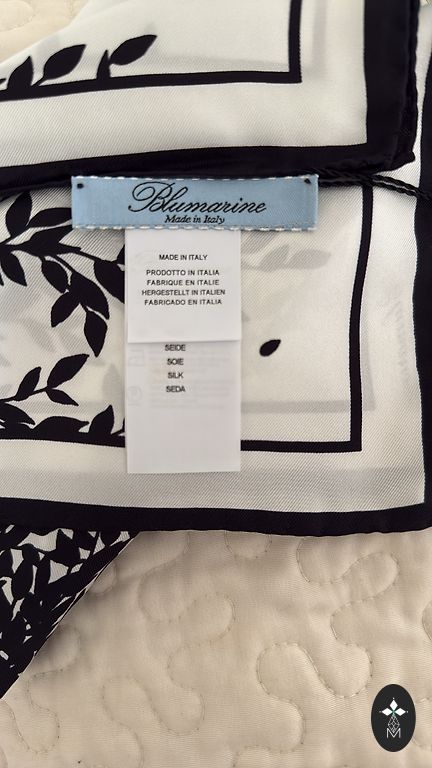 Blumarine
Made in Italy
MADE IN ITALY
PRODOTTO IN ITALIA
FABRIQUE EN ITALIE
HERGESTELLT IN ITALIEN
FABRICADO EN ITALIA
SEIDE
SOIE
SILK
SEDA
M